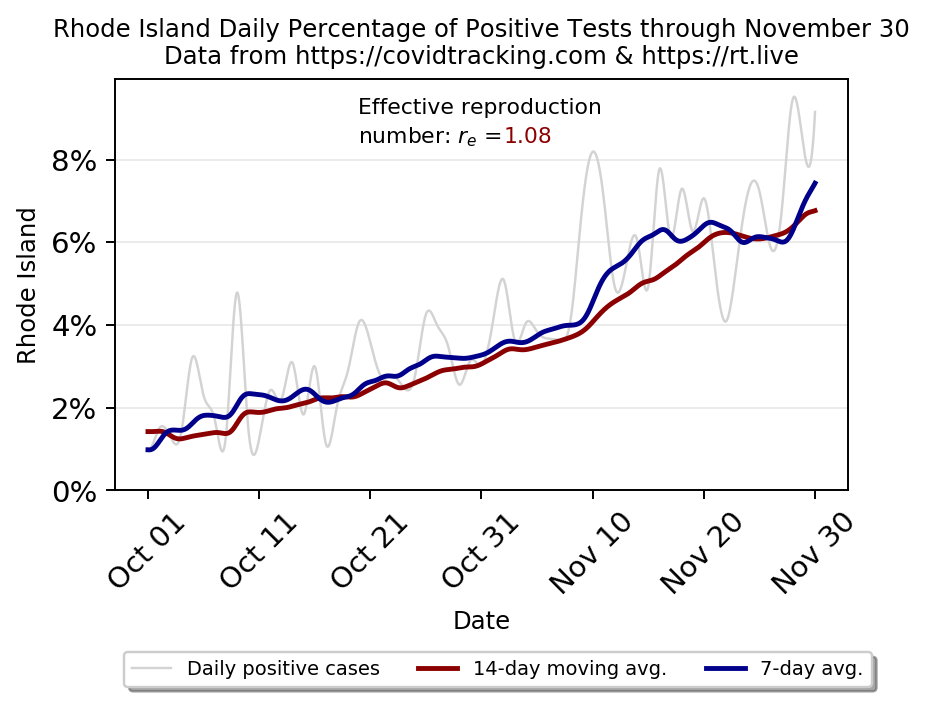 Rhode Island Daily Percentage of Positive Tests through November 30
Data from https://covidtracking.com & https://rt.live
Effective reproduction
number: rₑ =1.08
8%
6%
4%
2%
0%
Rhode Island
Oct 01
Oct 11
Oct 21
Oct 31
Nov 10
Nov 20
Nov 30
Date
Daily positive cases
14-day moving avg.
7-day avg.